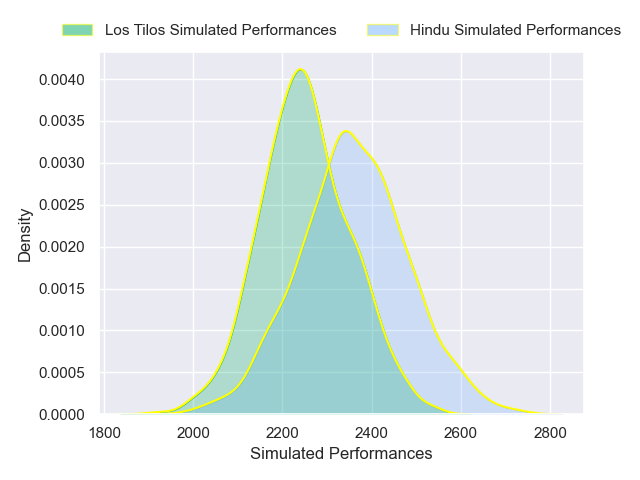 Los Tilos Simulated Performances Hindu Simulated Performances
0.0040
0.0035
0.0030
0.0025
0.0020
0.0015
0.0010
0.0005
0.0000
Density
1800 2000 2200 2400 2600 2800
Simulated Performances